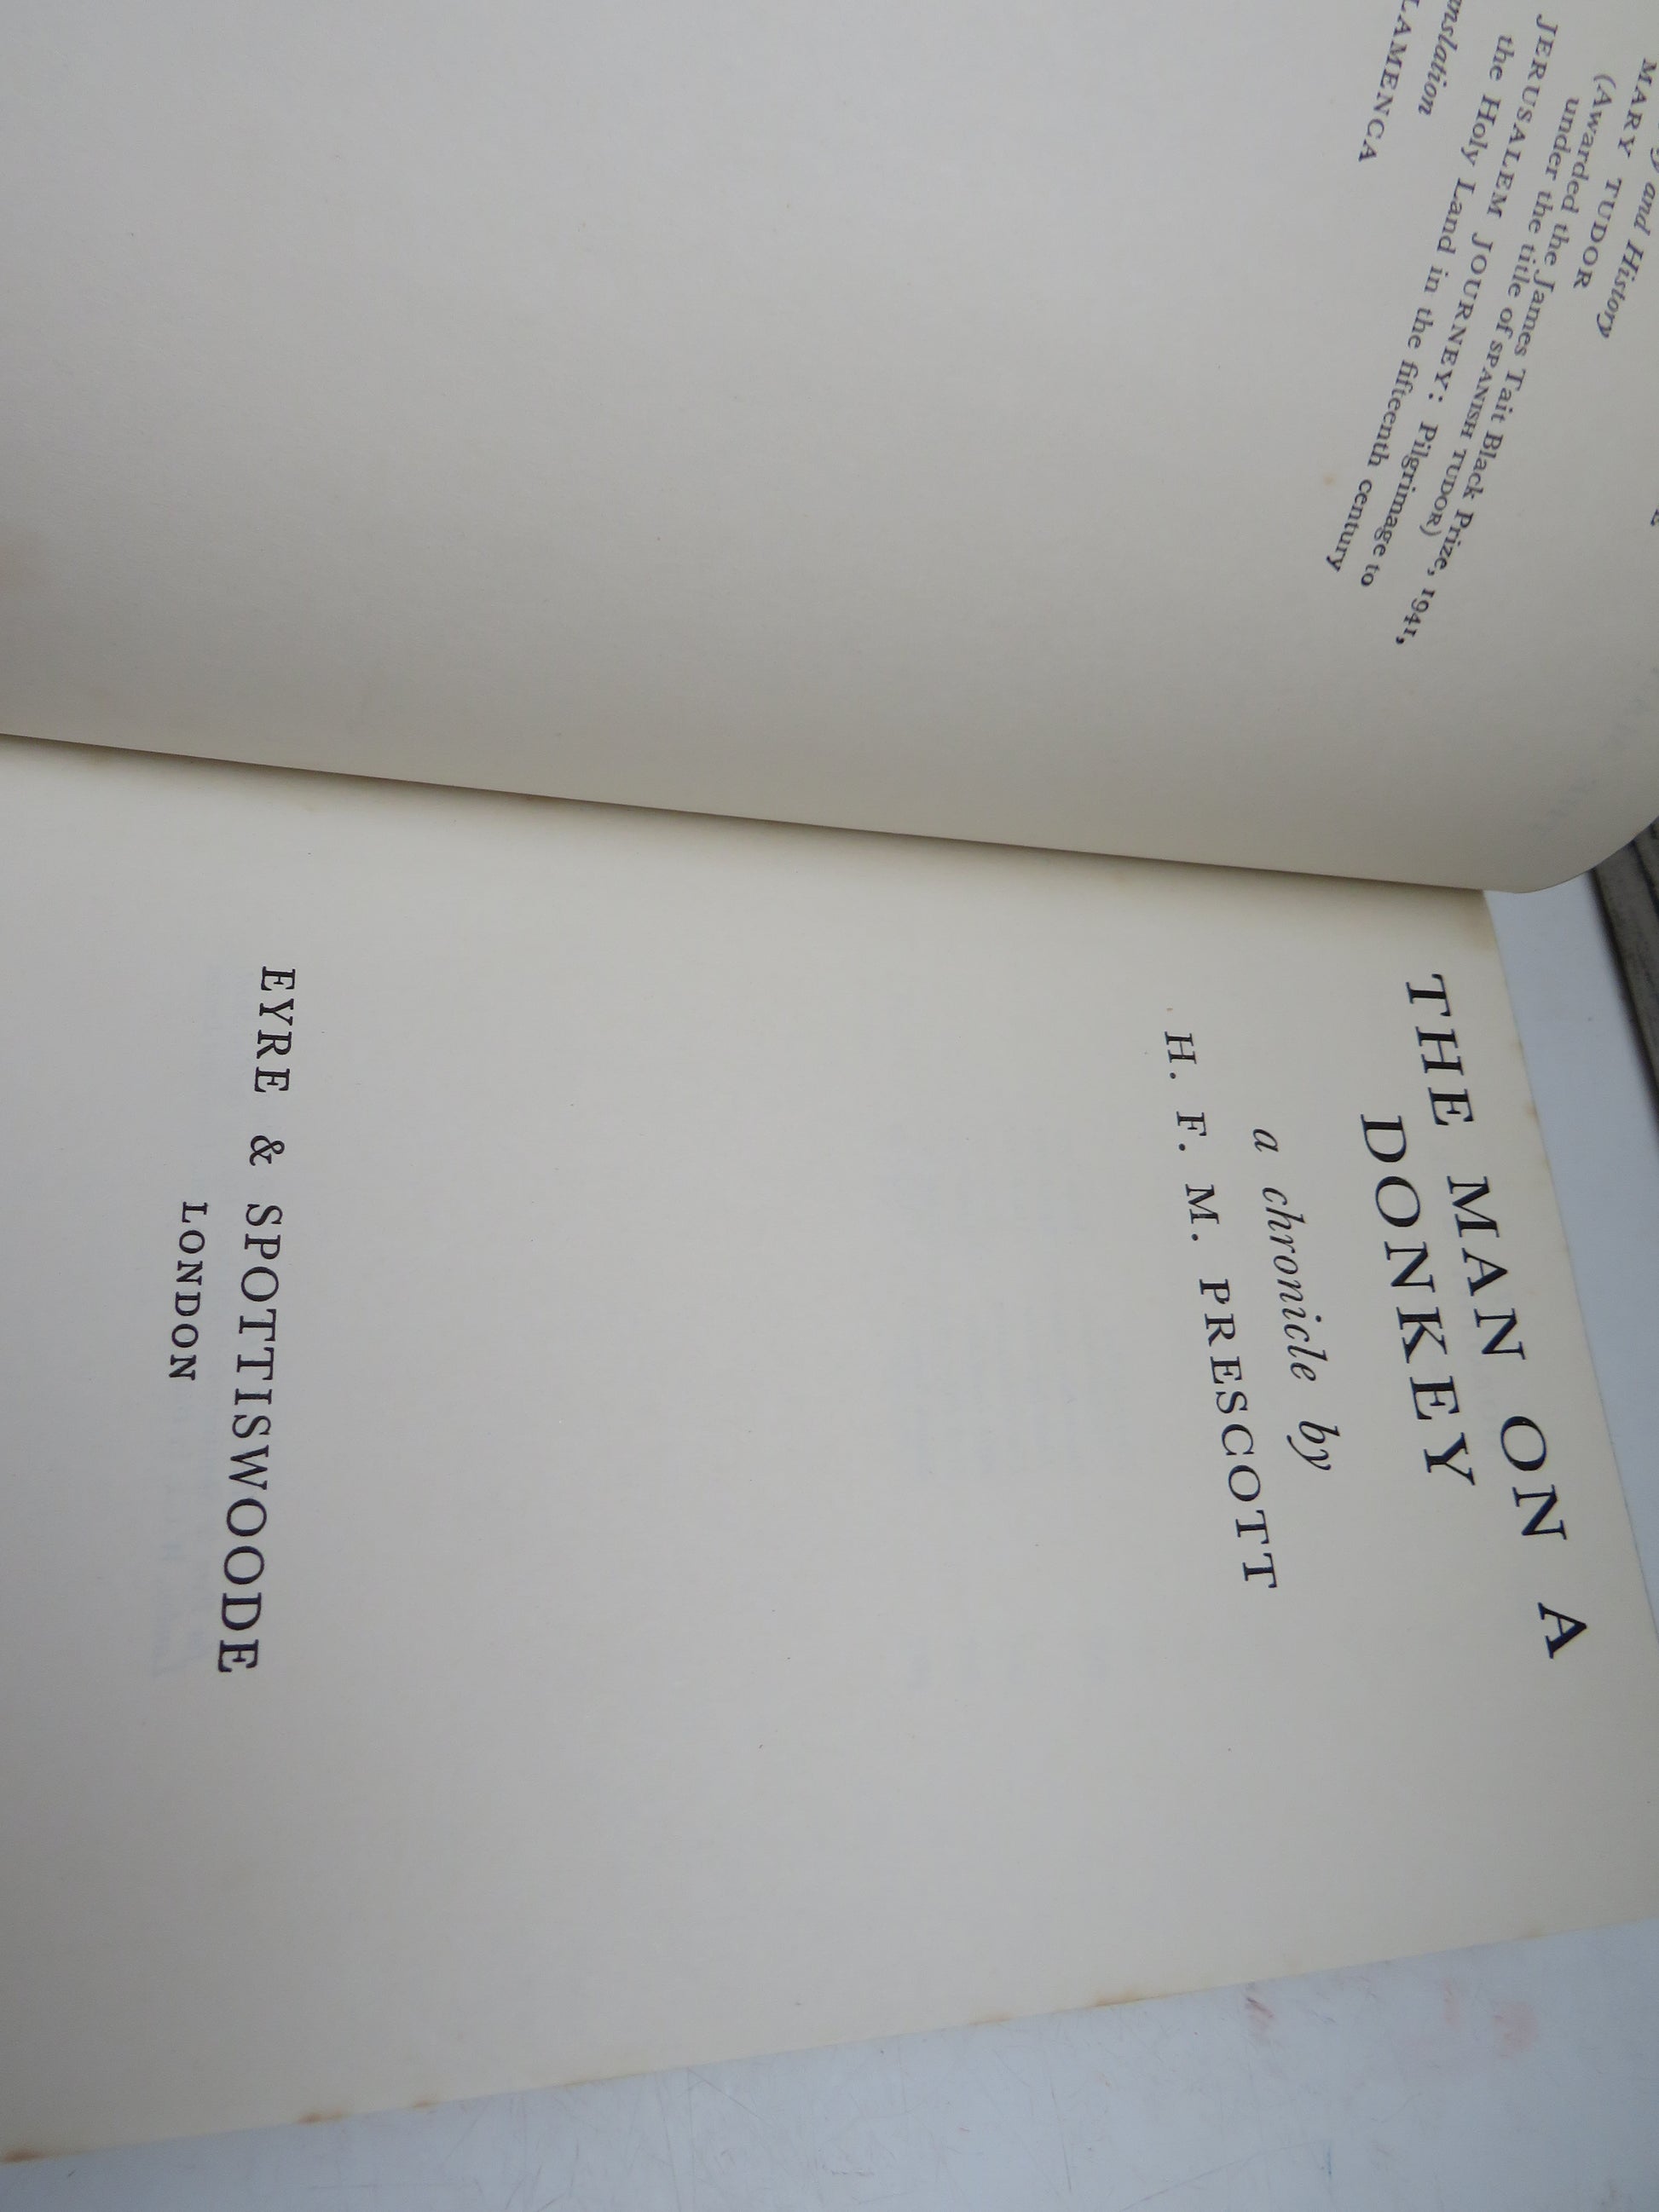 and History
MARY TUDOR
(Awarded the James Tait Black Prize, 1941,
under the title of SPANISH TUDOR)
JERUSALEM JOURNEY: Pilgrimage to
the Holy Land in the fifteenth century
THE MAN ON A
DONKEY
a chronicle by
H. F. M. PRESCOTT
EYRE & SPOTTISWOODE
LONDON